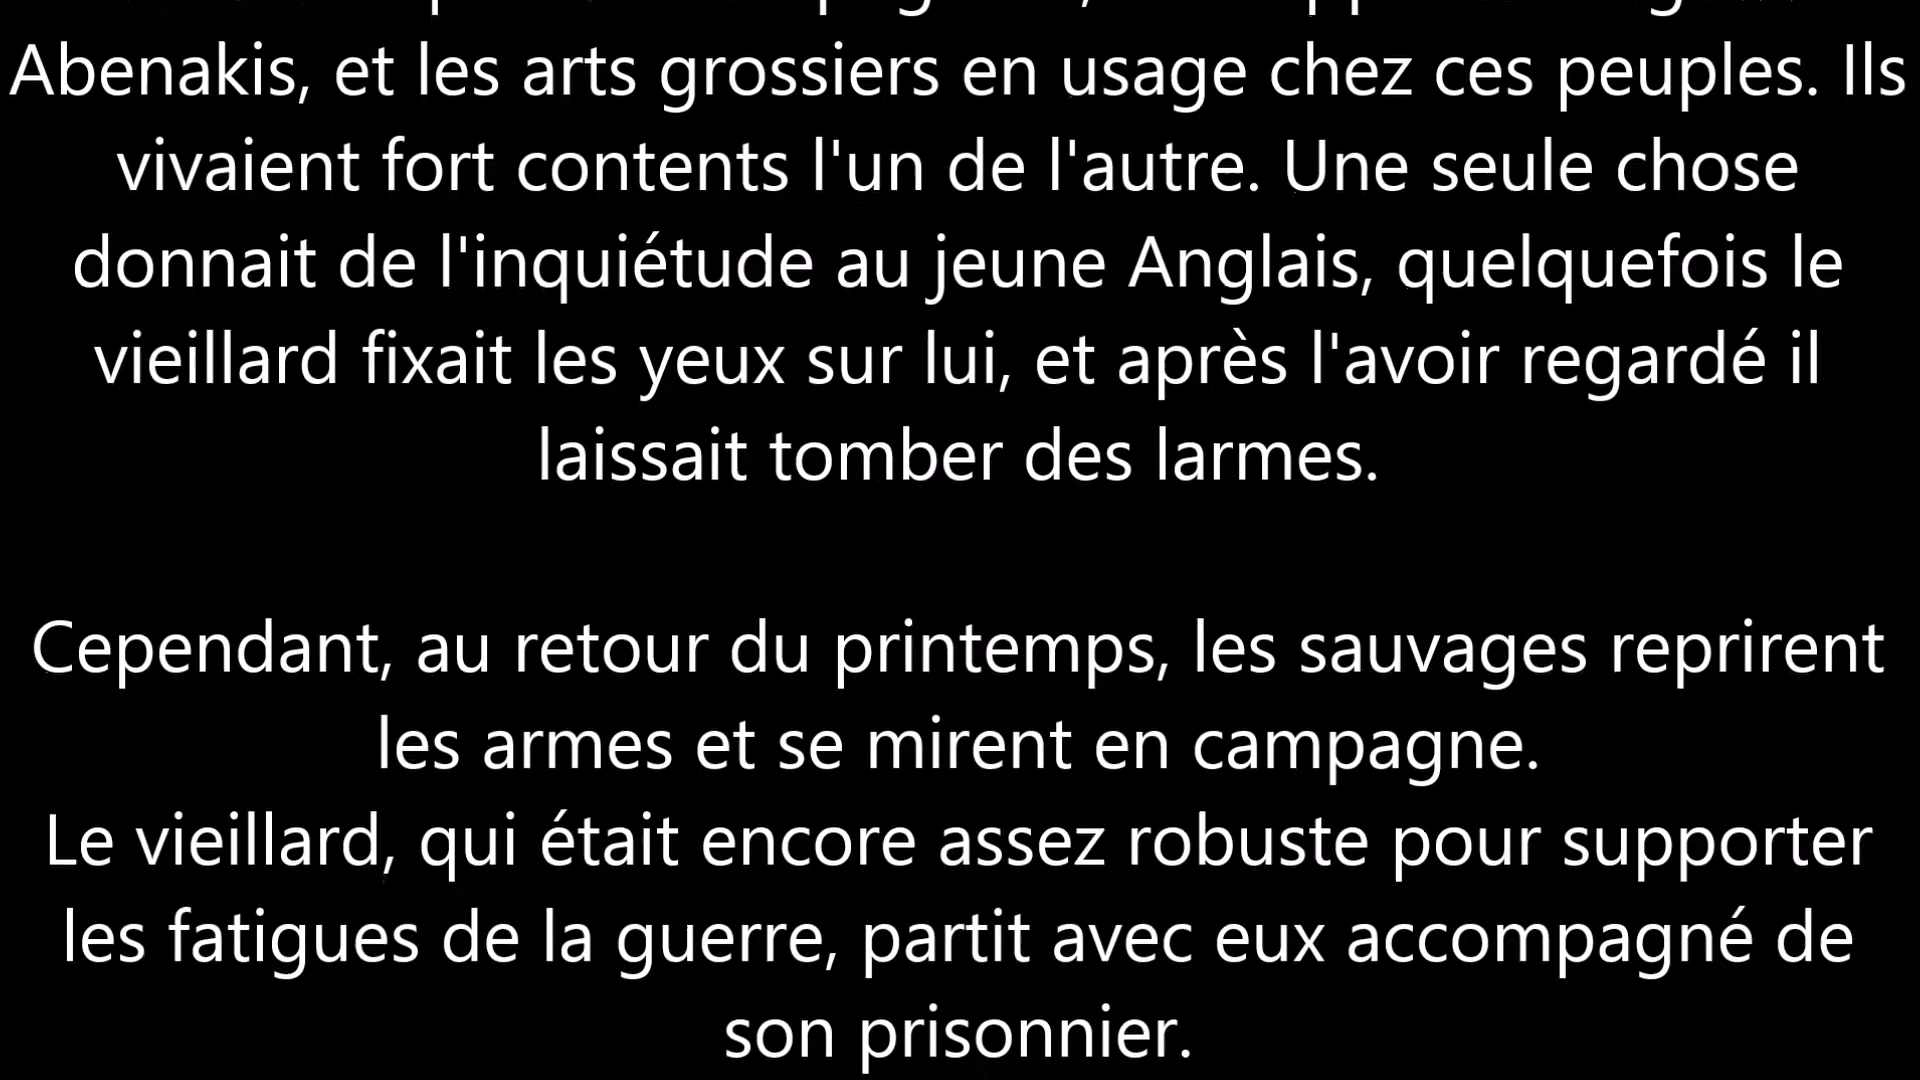 Abenakis, et les arts grossiers en usage chez ces peuples. Ils
vivaient fort contents l'un de l'autre. Une seule chose
donnait de l'inquiétude au jeune Anglais, quelquefois le
vieillard fixait les yeux sur lui, et après l'avoir regardé il
laissait tomber des larmes.
Cependant, au retour du printemps, les sauvages reprirent
les armes et se mirent en campagne.
Le vieillard, qui était encore assez robuste pour supporter
les fatigues de la guerre, partit avec eux accompagné de
son prisonnier.